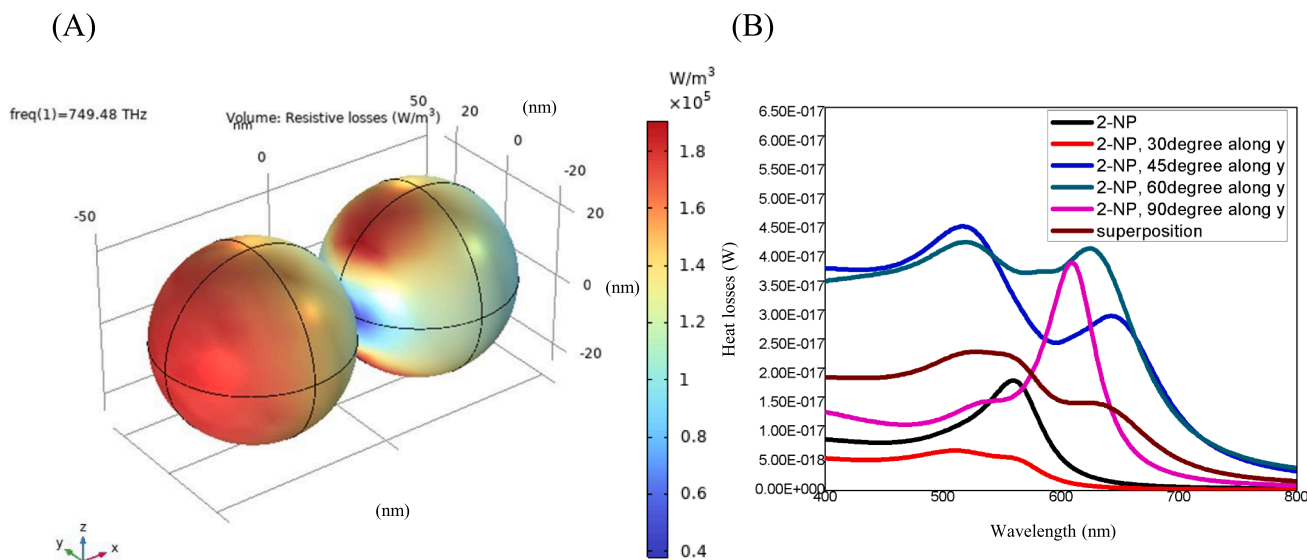 (A)
freq(1)=749.48 THz
Volume: Resistive losses (W/m³)
nm
0
-50
50
20
(nm)
0
-20
20
0
(nm)
-20
(nm)
y
z
x
W/m³
×10⁵
1.8
1.6
1.4
1.2
1
0.8
0.6
0.4
(B)
6.50E-017
6.00E-017
5.50E-017
5.00E-017
4.50E-017
4.00E-017
3.50E-017
3.00E-017
2.50E-017
2.00E-017
1.50E-017
1.00E-017
5.00E-018
0.00E+000
Heat losses (W)
2-NP
2-NP, 30degree along y
2-NP, 45degree along y
2-NP, 60degree along y
2-NP, 90degree along y
superposition
400
500
600
700
800
Wavelength (nm)